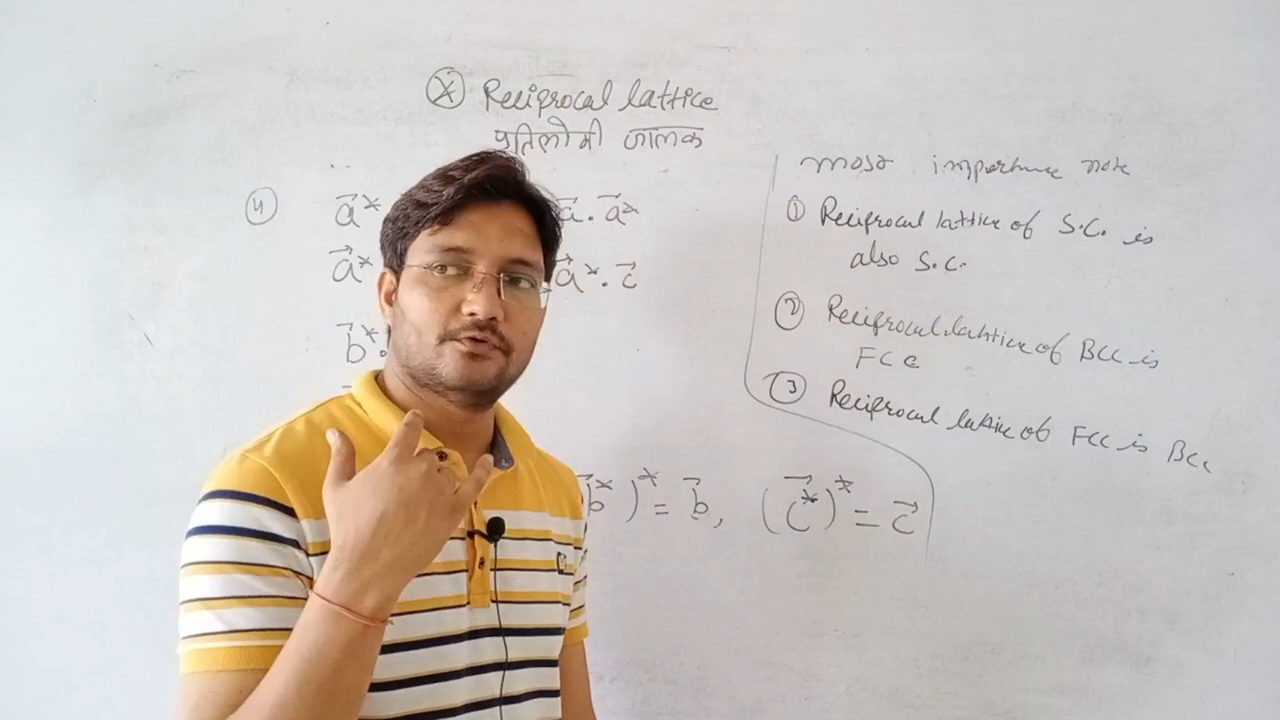 Ⓧ Reciprocal lattice
प्रतिलोमी जालक
④ a⃗* a⃗.a⃗*
a⃗* a⃗*.c⃗
b⃗*.
b⃗*)* = b⃗, (c⃗*)* = c⃗
most importunce note
① Reciprocal lattice of S.C. is
also S.C.
② Reciprocal lattice of BCC is
FCC
③ Reciprocal lattice of FCC is BCC